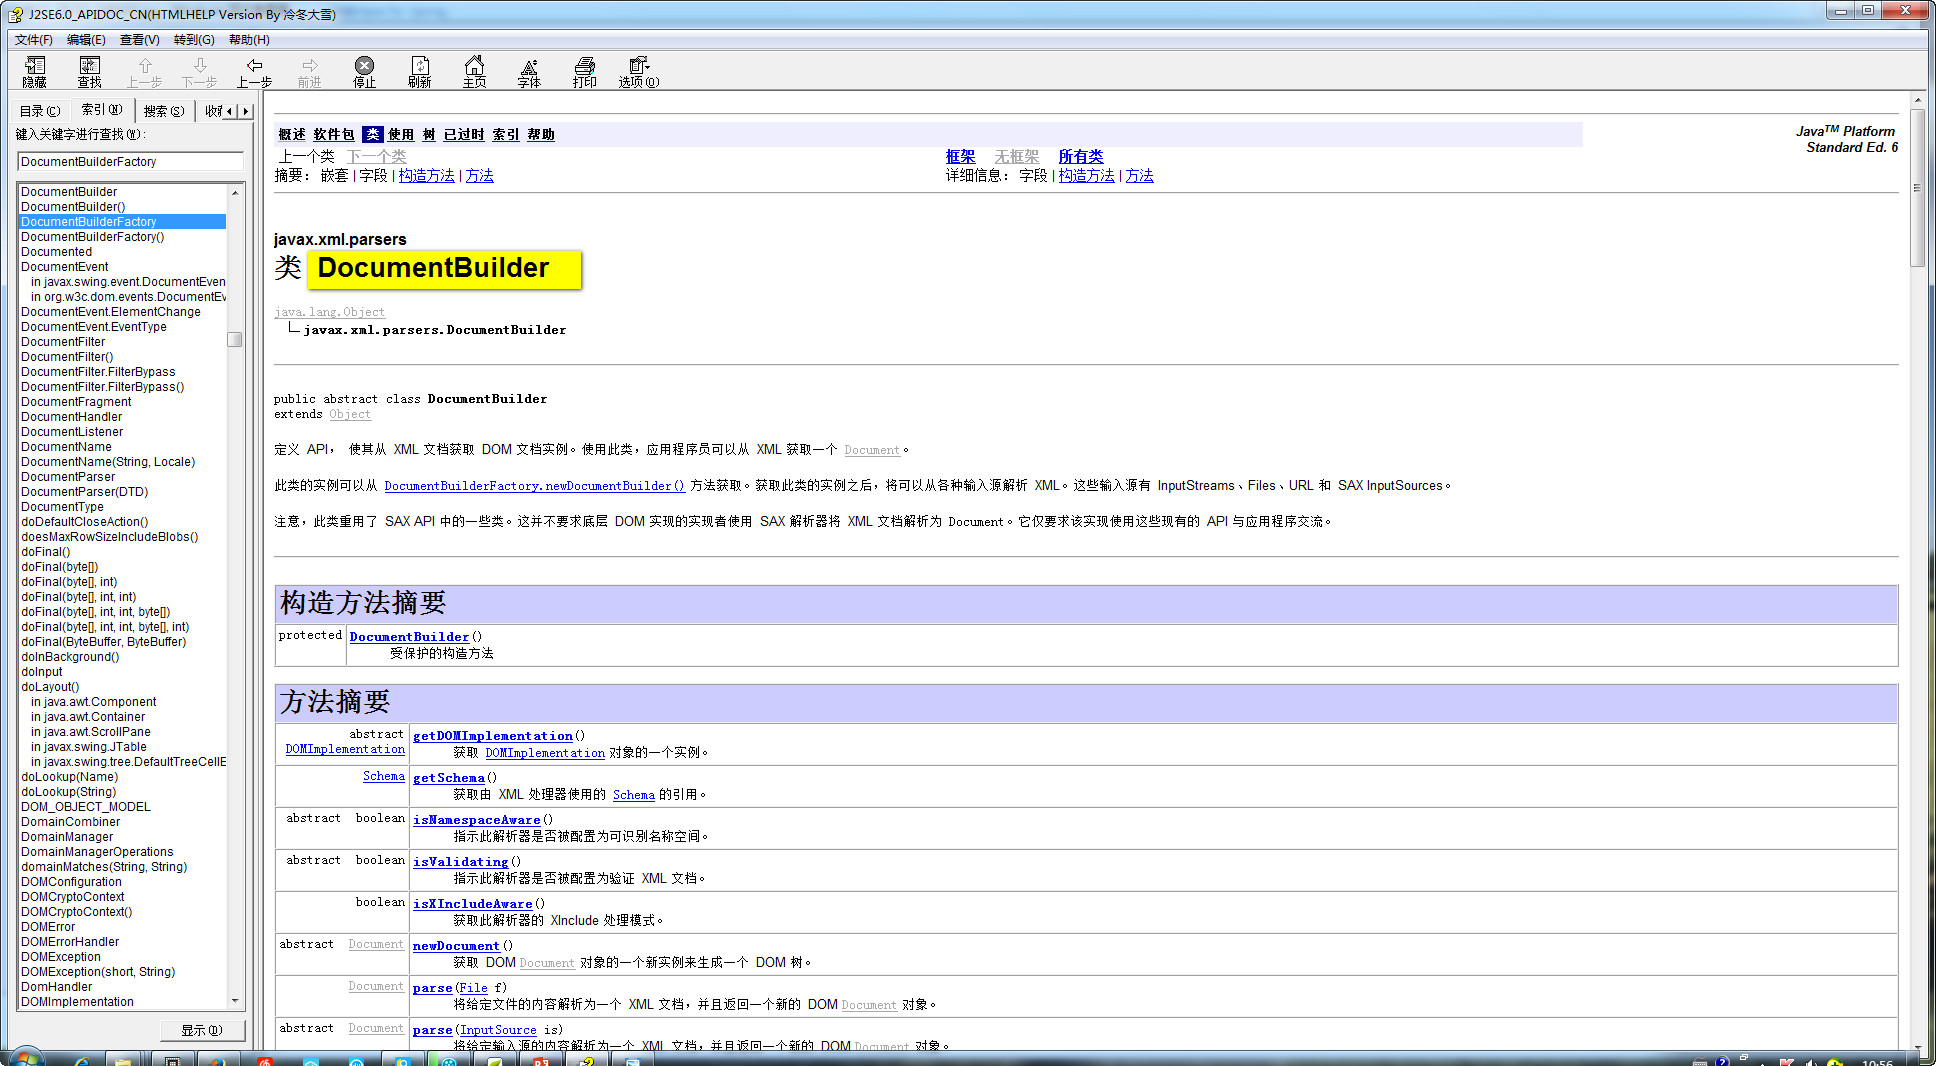 J2SE6.0_APIDOC_CN(HTMLHELP Version By 冷冬大雪)
文件(F) 编辑(E) 查看(V) 转到(G) 帮助(H)
隐藏 查找 上一步 下一步 上一步 前进 停止 刷新 主页 字体 打印 选项(O)
目录(C) 索引(N) 搜索(S)
键入关键字进行查找(W):
DocumentBuilderFactory
DocumentBuilder
DocumentBuilder()
DocumentBuilderFactory
DocumentBuilderFactory()
Documented
DocumentEvent
in javax.swing.event.DocumentEven
in org.w3c.dom.events.DocumentEv
DocumentEvent.ElementChange
DocumentEvent.EventType
DocumentFilter
DocumentFilter()
DocumentFilter.FilterBypass
DocumentFilter.FilterBypass()
DocumentFragment
DocumentHandler
DocumentListener
DocumentName
DocumentName(String, Locale)
DocumentParser
DocumentParser(DTD)
DocumentType
doDefaultCloseAction()
doesMaxRowSizeIncludeBlobs()
doFinal()
doFinal(byte[])
doFinal(byte[], int)
doFinal(byte[], int, int)
doFinal(byte[], int, int, byte[])
doFinal(byte[], int, int, byte[], int)
doFinal(ByteBuffer, ByteBuffer)
doInBackground()
doInput
doLayout()
in java.awt.Component
in java.awt.Container
in java.awt.ScrollPane
in javax.swing.JTable
in javax.swing.tree.DefaultTreeCellE
doLookup(Name)
doLookup(String)
DOM_OBJECT_MODEL
DomainCombiner
DomainManager
DomainManagerOperations
domainMatches(String, String)
DOMConfiguration
DOMCryptoContext
DOMCryptoContext()
DOMError
DOMErrorHandler
DOMException
DOMException(short, String)
DomHandler
DOMImplementation
显示(D)
概述 软件包 类 使用 树 已过时 索引 帮助
Java™ Platform
Standard Ed. 6
上一个类 下一个类 框架 无框架 所有类
摘要: 嵌套 | 字段 | 构造方法 | 方法 详细信息: 字段 | 构造方法 | 方法
javax.xml.parsers
类 DocumentBuilder
java.lang.Object
javax.xml.parsers.DocumentBuilder
public abstract class DocumentBuilder
extends Object
定义 API, 使其从 XML 文档获取 DOM 文档实例。使用此类,应用程序员可以从 XML 获取一个 Document。
此类的实例可以从 DocumentBuilderFactory.newDocumentBuilder() 方法获取。获取此类的实例之后,将可以从各种输入源解析 XML。这些输入源有 InputStreams、Files、URL 和 SAX InputSources。
注意,此类重用了 SAX API 中的一些类。这并不要求底层 DOM 实现的实现者使用 SAX 解析器将 XML 文档解析为 Document。它仅要求该实现使用这些现有的 API 与应用程序交流。
构造方法摘要
protected DocumentBuilder()
受保护的构造方法
方法摘要
abstract DOMImplementation getDOMImplementation()
获取 DOMImplementation 对象的一个实例。
Schema getSchema()
获取由 XML 处理器使用的 Schema 的引用。
abstract boolean isNamespaceAware()
指示此解析器是否被配置为可识别名称空间。
abstract boolean isValidating()
指示此解析器是否被配置为验证 XML 文档。
boolean isXIncludeAware()
获取此解析器的 XInclude 处理模式。
abstract Document newDocument()
获取 DOM Document 对象的一个新实例来生成一个 DOM 树。
Document parse(File f)
将给定文件的内容解析为一个 XML 文档,并且返回一个新的 DOM Document 对象。
abstract Document parse(InputSource is)
将给定输入源的内容解析为一个 XML 文档,并且返回一个新的 DOM Document 对象。
10:56